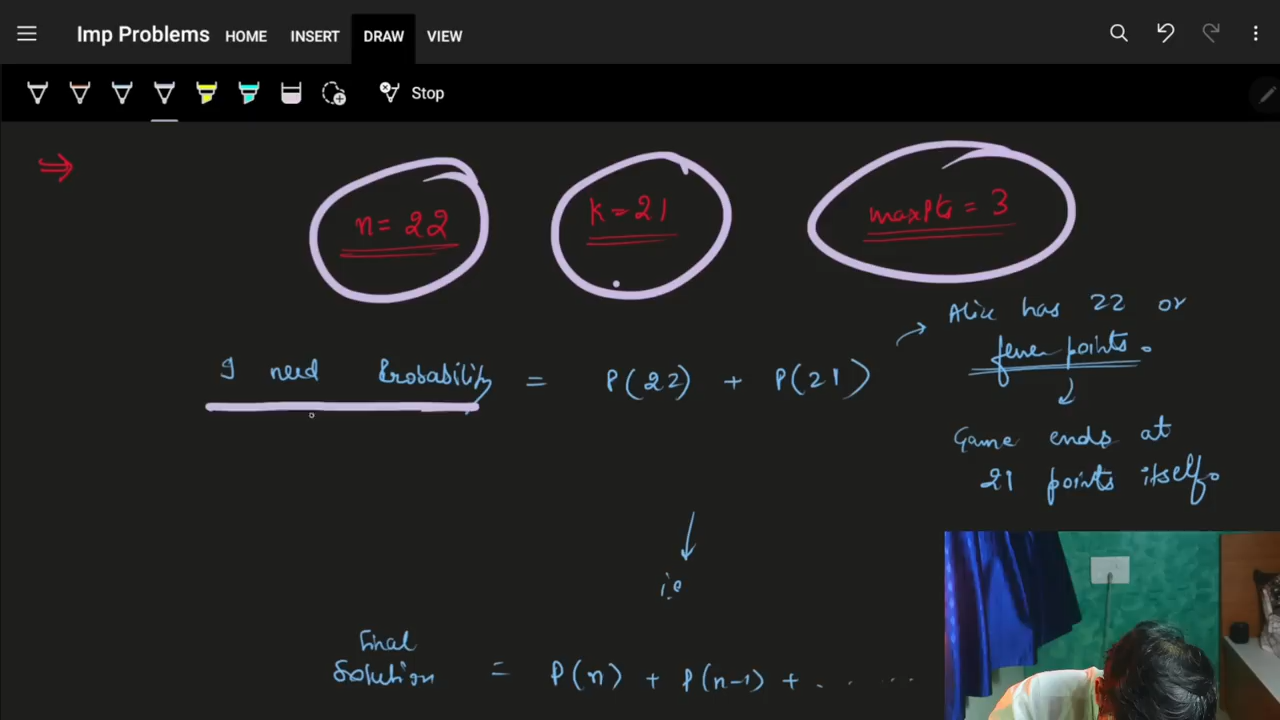 Imp Problems HOME INSERT DRAW VIEW
Stop
⇒
n = 22 k = 21 maxPts = 3
Alice has 22 or
fewer points.
I need Probability = P(22) + P(21)
Game ends at
21 points itself.
i.e
Final
Solution = P(n) + P(n-1) + . . . . .